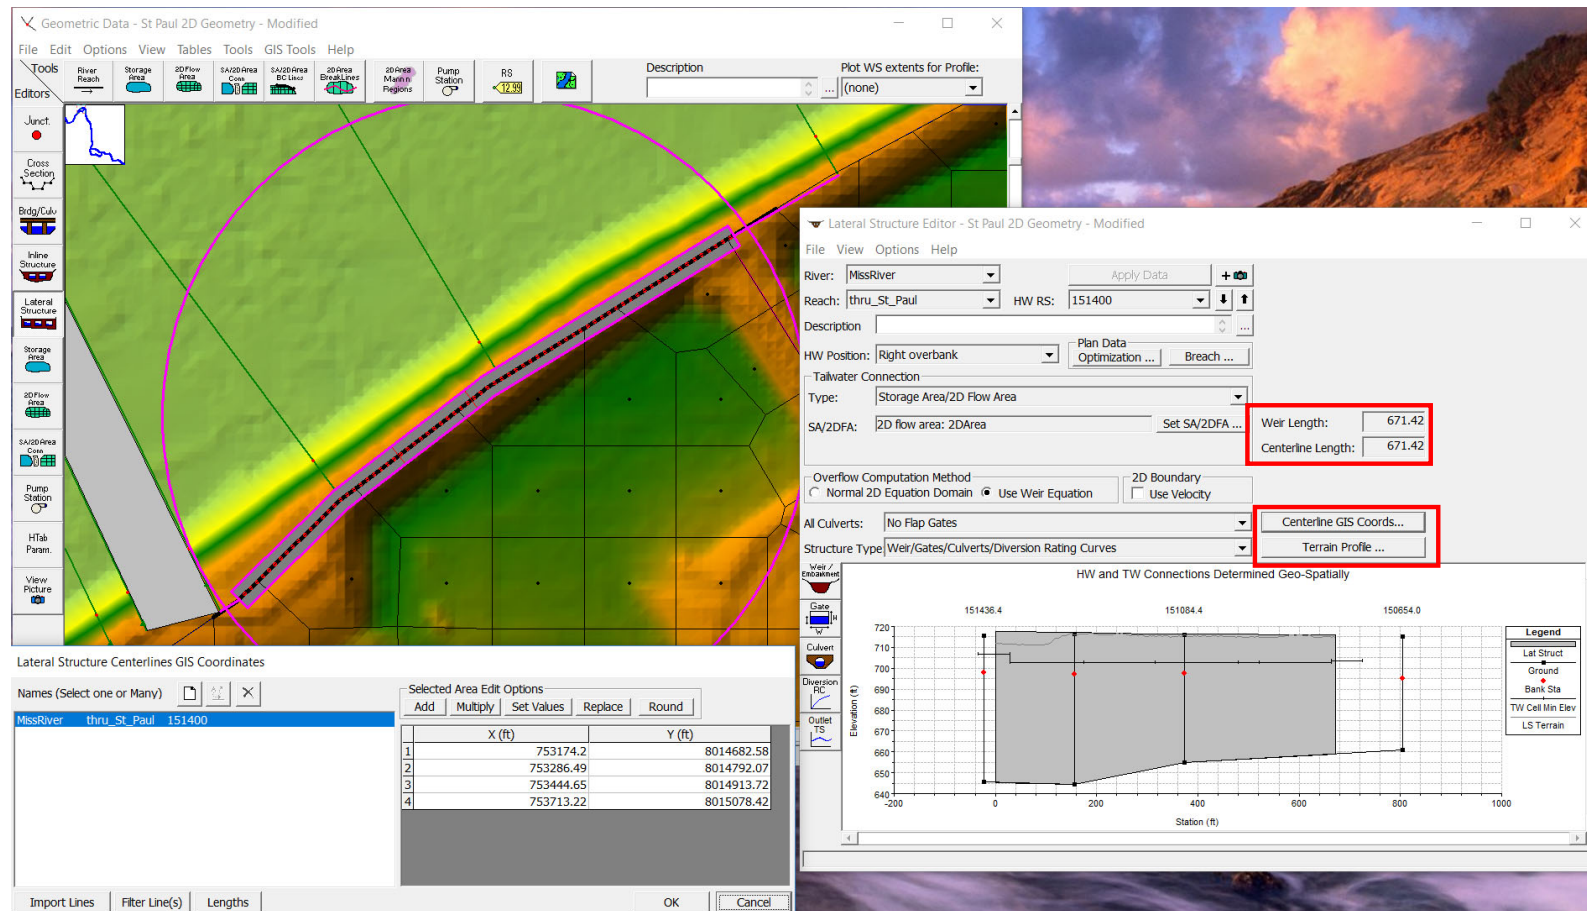 Geometric Data - St Paul 2D Geometry - Modified
File Edit Options View Tables Tools GIS Tools Help
Tools
Editors
River Reach
Storage Area
2D Flow Area
SA/2D Area Conn
SA/2D Area BC Lines
2D Area BreakLines
2D Area Mann n Regions
Pump Station
RS
12.99
Description
...
Plot WS extents for Profile:
(none)
Junct.
Cross Section
Brdg/Culv
Inline Structure
Lateral Structure
Storage Area
2D Flow Area
SA/2D Area Conn
Pump Station
HTab Param.
View Picture
Lateral Structure Editor - St Paul 2D Geometry - Modified
File View Options Help
River: MissRiver
Apply Data
+
Reach: thru_St_Paul
HW RS: 151400
Description
...
HW Position: Right overbank
Plan Data
Optimization ...
Breach ...
Tailwater Connection
Type: Storage Area/2D Flow Area
SA/2DFA: 2D flow area: 2DArea
Set SA/2DFA ...
Weir Length: 671.42
Centerline Length: 671.42
Overflow Computation Method
Normal 2D Equation Domain Use Weir Equation
2D Boundary
Use Velocity
All Culverts: No Flap Gates
Centerline GIS Coords...
Structure Type: Weir/Gates/Culverts/Diversion Rating Curves
Terrain Profile ...
Weir / Embankment
Gate
H
W
Culvert
Diversion RC
Outlet TS
HW and TW Connections Determined Geo-Spatially
151436.4 151084.4 150654.0
720
710
700
690
680
670
660
650
640
Elevation (ft)
-200 0 200 400 600 800 1000
Station (ft)
Legend
Lat Struct
Ground
Bank Sta
TW Cell Min Elev
LS Terrain
Lateral Structure Centerlines GIS Coordinates
Names (Select one or Many)
MissRiver thru_St_Paul 151400
Selected Area Edit Options
Add Multiply Set Values Replace Round
X (ft) Y (ft)
1 753174.2 8014682.58
2 753286.49 8014792.07
3 753444.65 8014913.72
4 753713.22 8015078.42
Import Lines Filter Line(s) Lengths OK Cancel